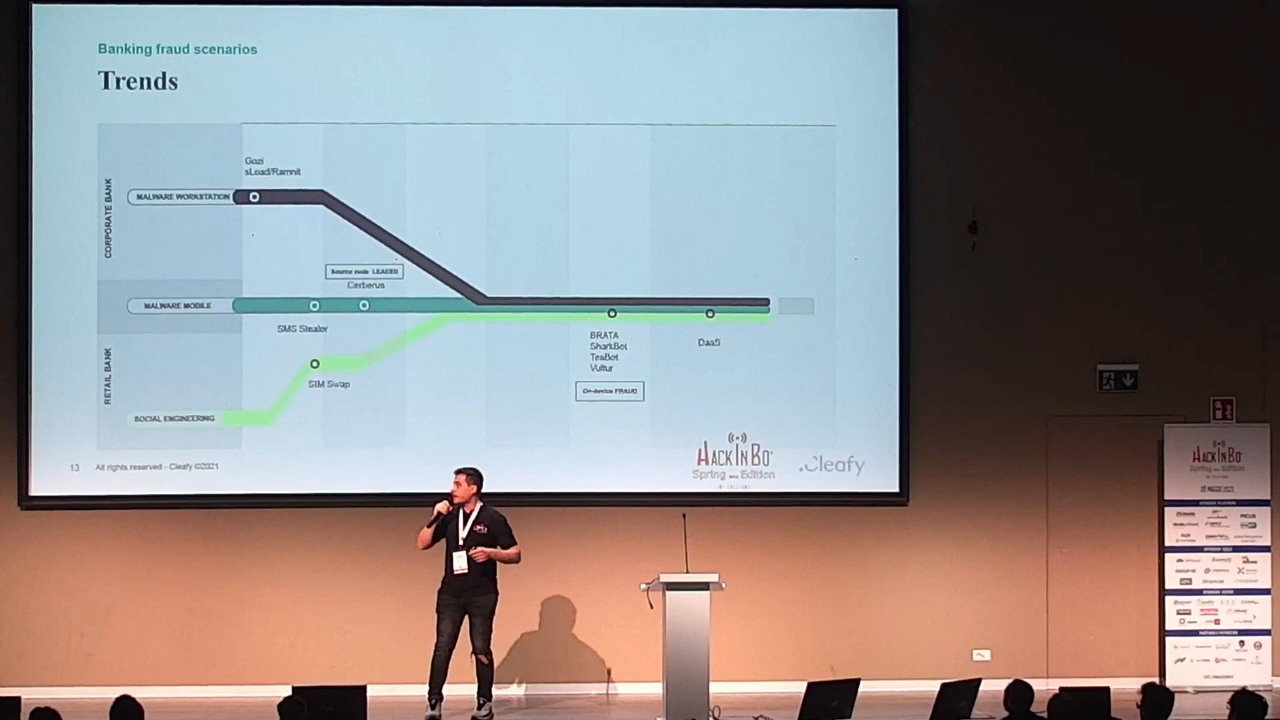 Banking fraud scenarios
Trends
CORPORATE BANK
Gozi
sLoad/Ramnit
MALWARE WORKSTATION
Source code LEAKED
Cerberus
MALWARE MOBILE
SMS Stealer
RETAIL BANK
SIM Swap
SOCIAL ENGINEERING
BRATA
SharkBot
TeaBot
Vultur
On-device FRAUD
DaaS
13 All rights reserved - Cleafy ©2021
HACKINBO
Spring Edition
Cleafy
HACKINBO
Spring Edition